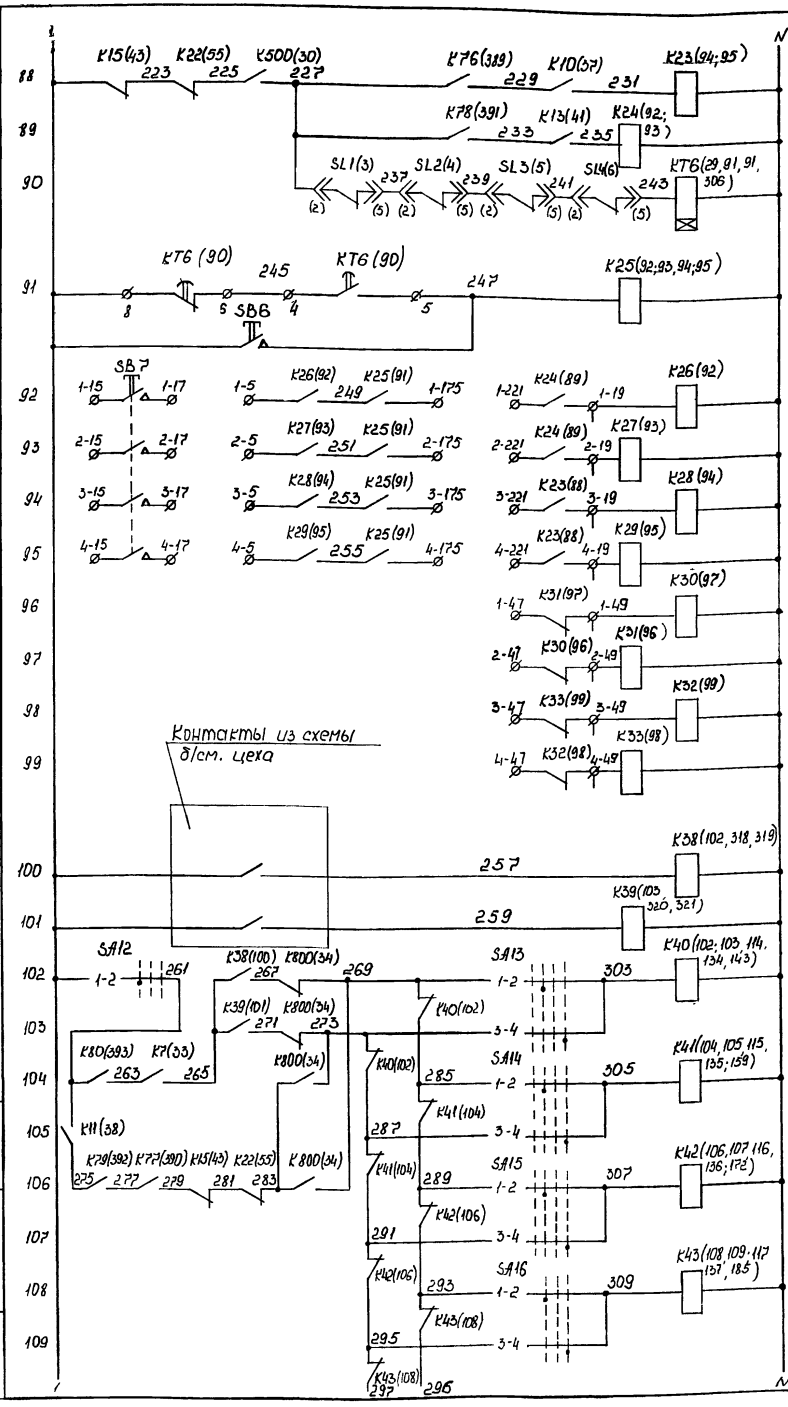 1 N
88 K15(43) 223 K22(55) 225 K500(30) 227 K76(389) 229 K10(37) 231 K23(94;95)
89 K78(391) 233 K13(41) 235 K24(92; 93)
90 SL1(3) 237 SL2(4) 239 SL3(5) 241 SL4(6) 243 KT6(29,91,91, 306)
(2) (5) (2) (5) (2) (5) (2) (5)
91 KT6 (90) 245 KT6 (90) 247 K25(92;93,94;95)
8 6 4 5
SB6
SB7
92 1-15 1-17 1-5 K26(92) 249 K25(91) 1-175 1-221 K24(89) 1-19 K26(92)
93 2-15 2-17 2-5 K27(93) 251 K25(91) 2-175 2-221 K24(89) 2-19 K27(93)
94 3-15 3-17 3-5 K28(94) 253 K25(91) 3-175 3-221 K23(88) 3-19 K28(94)
95 4-15 4-17 4-5 K29(95) 255 K25(91) 4-175 4-221 K23(88) 4-19 K29(95)
96 1-47 K31(97) 1-49 K30(97)
97 2-47 K30(96) 2-49 K31(96)
98 3-47 K33(99) 3-49 K32(99)
99 4-47 K32(98) 4-49 K33(98)
Контакты из схемы
б/см. цеха
100 257 K38(102, 318, 319)
101 259 K39(103 320, 321)
102 SA12 1-2 261 K38(100) 267 K800(34) 269 SA13 1-2 303 K40(102; 103, 114, 134, 143)
K40(102)
103 K39(101) 271 K800(34) 273 3-4
104 K80(393) 263 K7(33) 265 K800(34) K40(102) 285 SA14 1-2 305 K41(104, 105 115, 135; 159)
K41(104)
105 K11(38) 287 3-4
106 275 K79(392) 277 K77(390) 279 K15(43) 281 K22(55) 283 K800(34) K41(104) 289 SA15 1-2 307 K42(106, 107 116, 136; 172)
K42(106)
107 291 3-4
108 K42(106) 293 SA16 1-2 309 K43(108, 109; 117 137, 185)
K43(108)
109 295 3-4
K43(108)
297 296
1 N